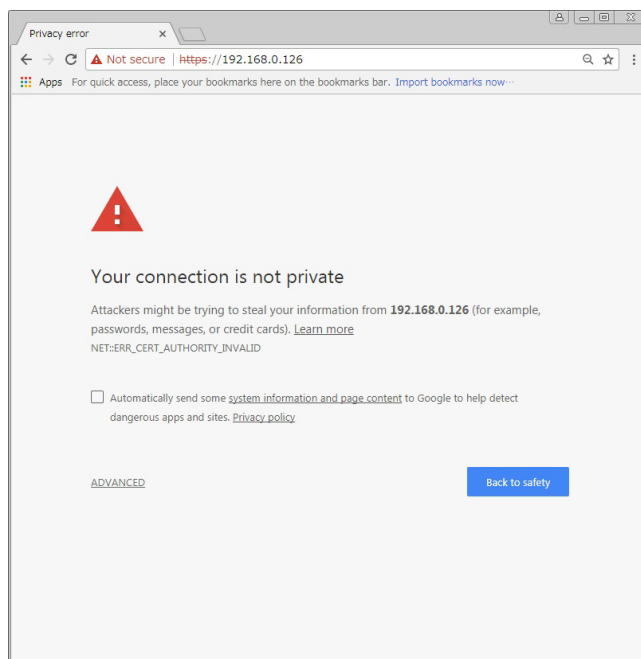 Privacy error
Not secure | https://192.168.0.126
Apps For quick access, place your bookmarks here on the bookmarks bar. Import bookmarks now…
Your connection is not private
Attackers might be trying to steal your information from 192.168.0.126 (for example,
passwords, messages, or credit cards). Learn more
NET::ERR_CERT_AUTHORITY_INVALID
Automatically send some system information and page content to Google to help detect
dangerous apps and sites. Privacy policy
ADVANCED
Back to safety